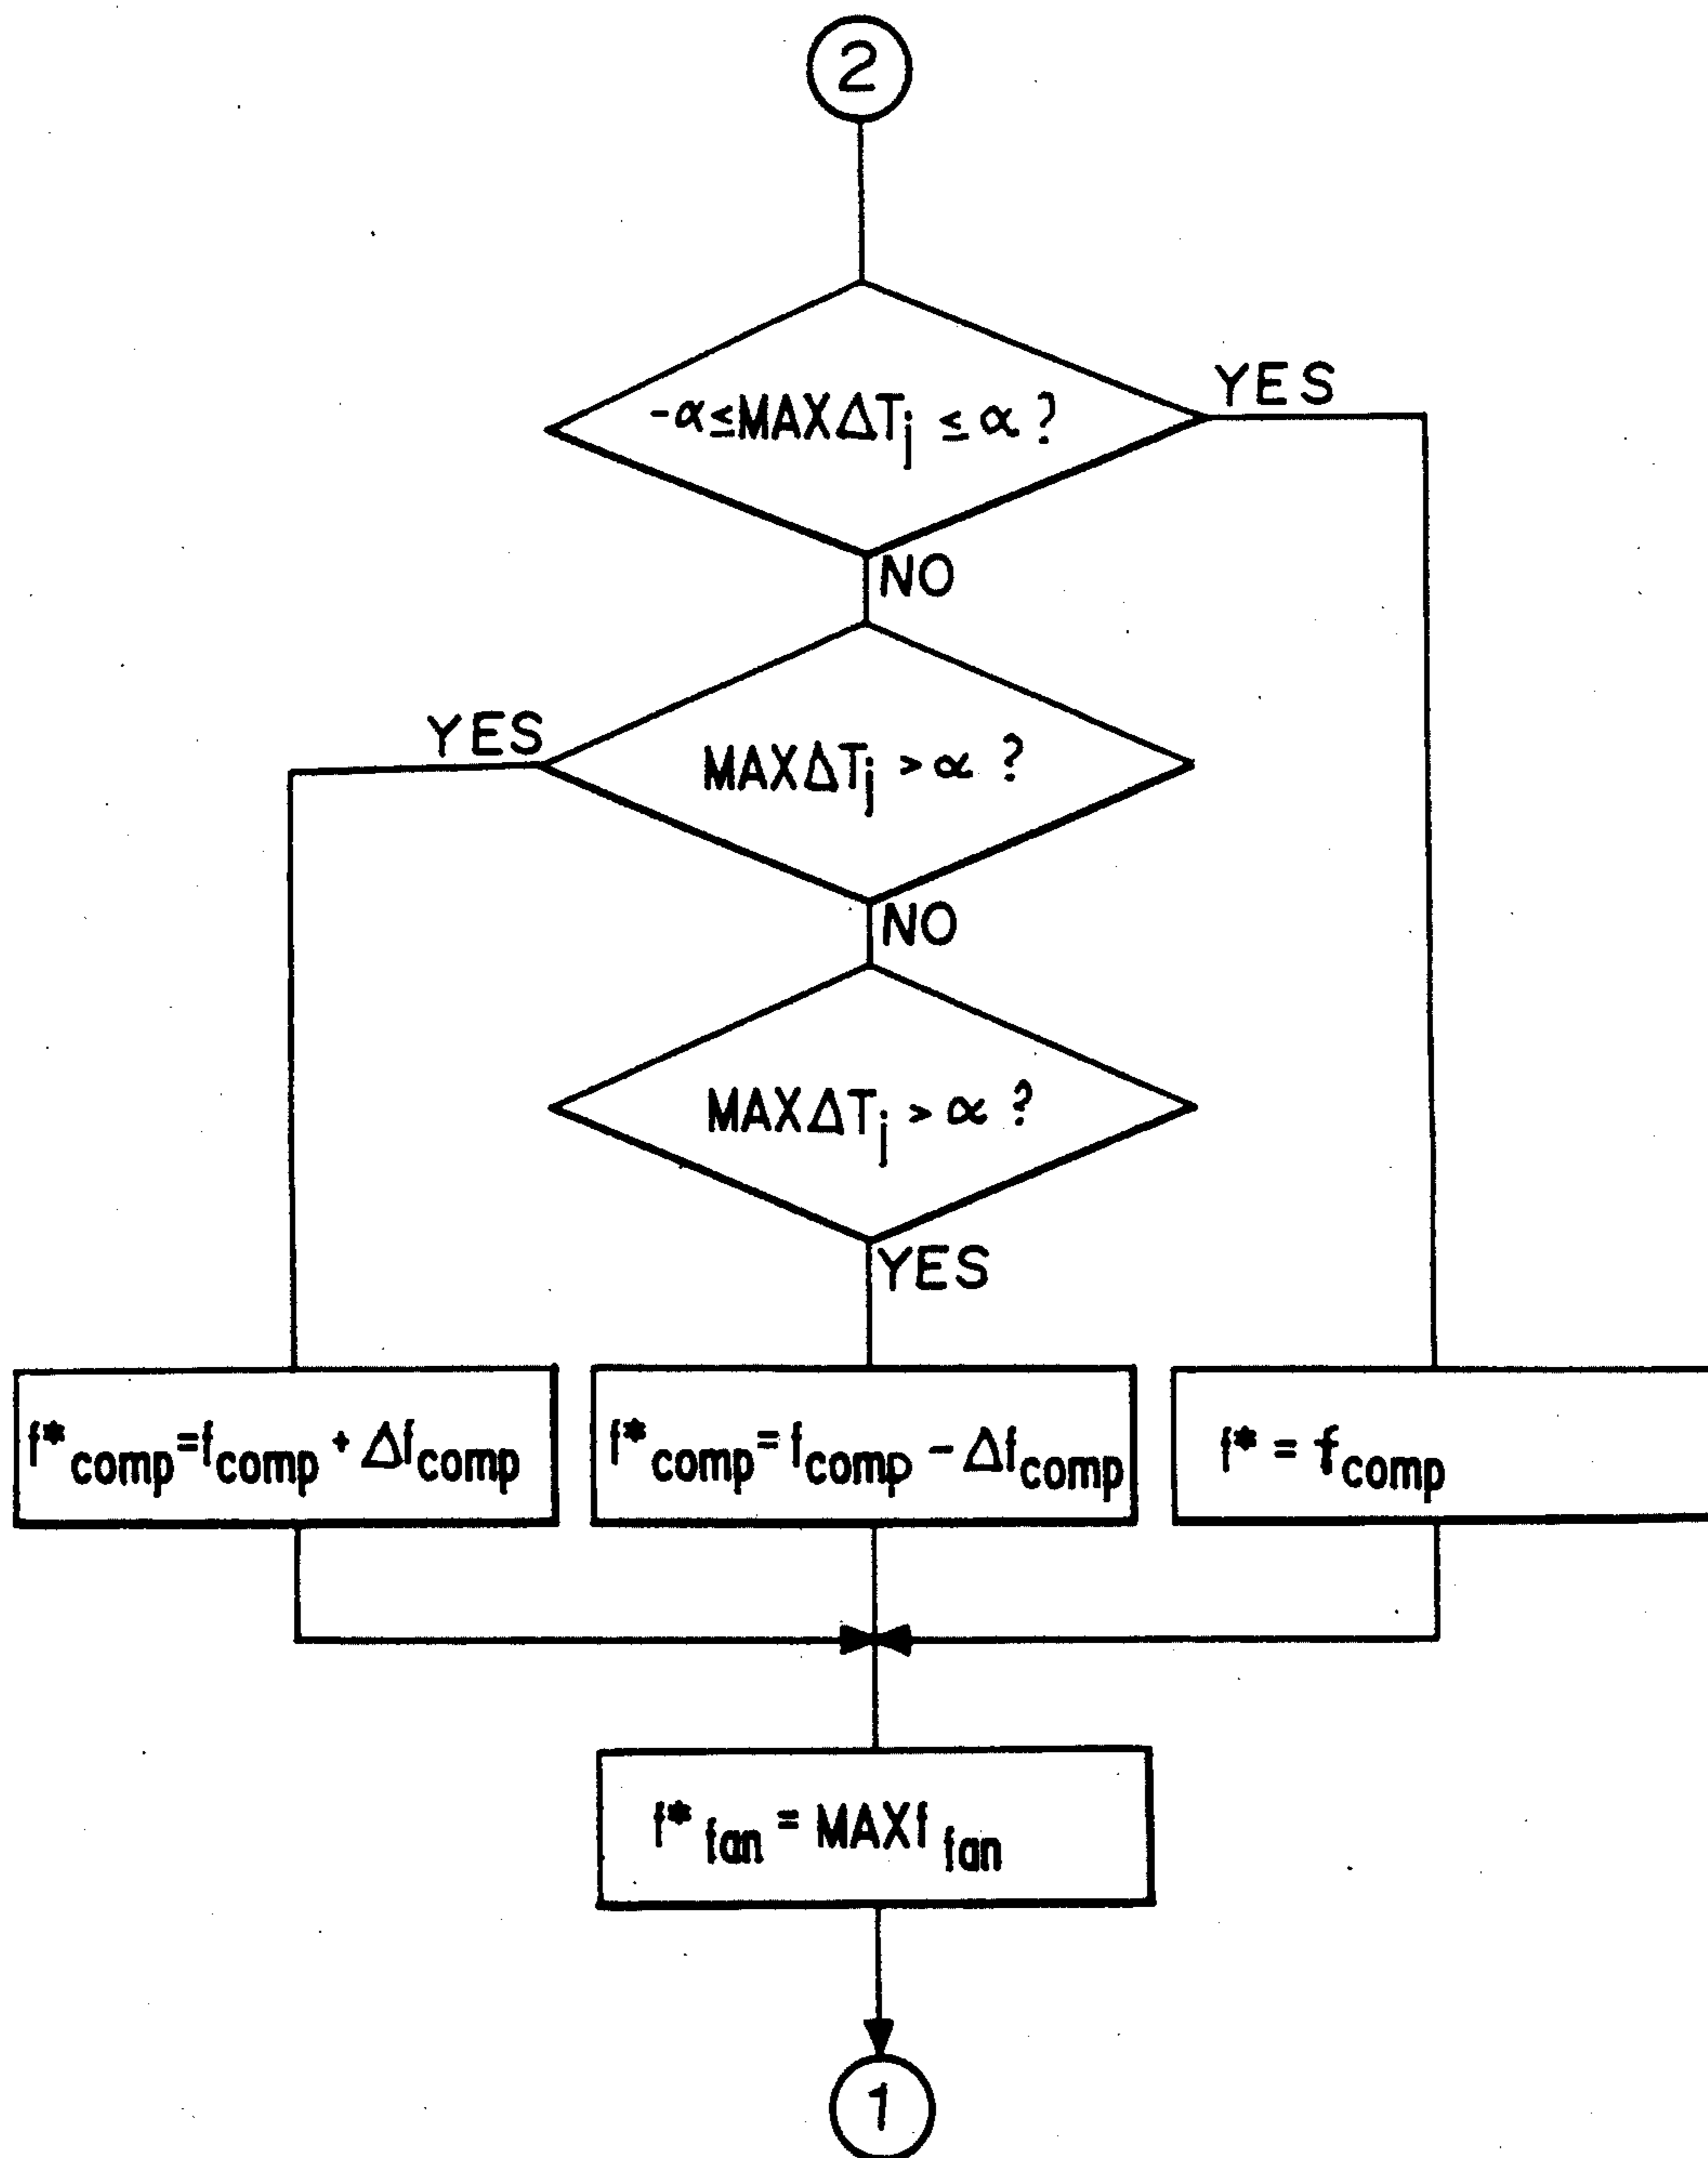 2
-α≤MAXΔTj ≤ α ?
YES
NO
YES
MAXΔTj > α ?
NO
MAXΔTj > α ?
YES
f*comp=fcomp + Δfcomp
f*comp=fcomp - Δfcomp
f* = fcomp
f*fan = MAXf fan
1